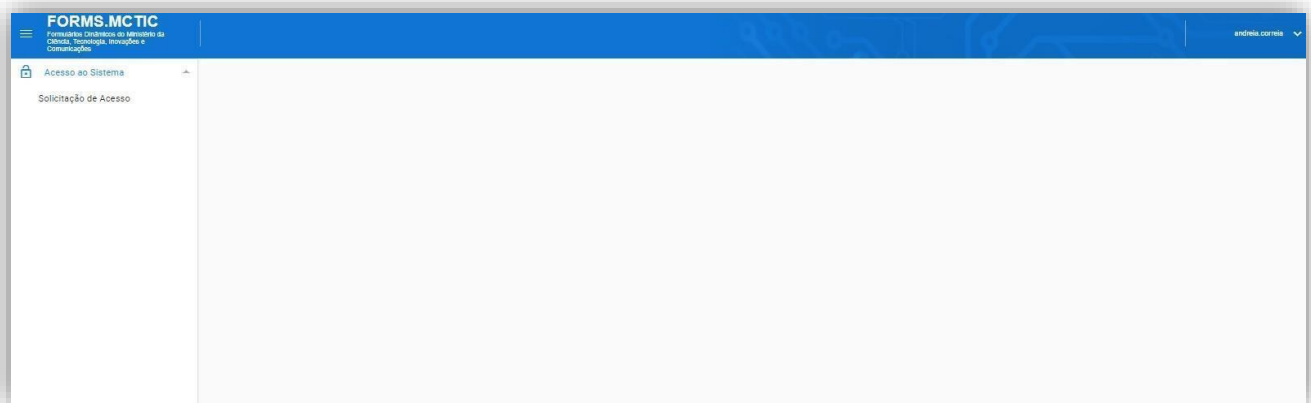 FORMS.MCTIC
Formulários Dinâmicos do Ministério da
Ciência, Tecnologia, Inovações e
Comunicações
andreia.correia
Acesso ao Sistema
Solicitação de Acesso